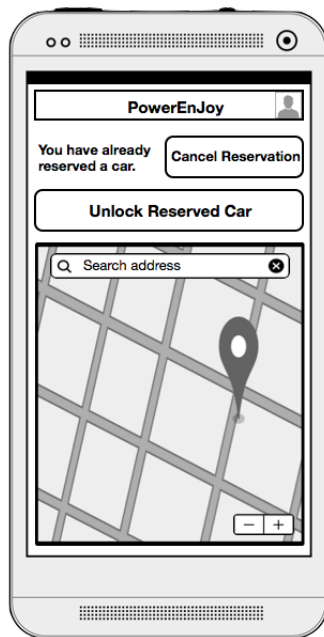 PowerEnJoy
You have already
reserved a car.
Cancel Reservation
Unlock Reserved Car
Search address